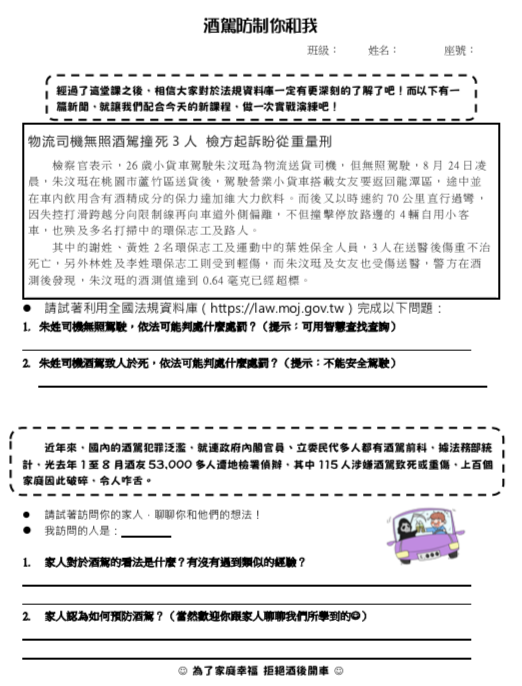 酒駕防制你和我
班級： 姓名： 座號：
經過了這堂課之後，相信大家對於法規資料庫一定有更深刻的了解了吧！而以下有一
篇新聞，就讓我們配合今天的新課程，做一次實戰演練吧！
物流司機無照酒駕撞死 3 人 檢方起訴盼從重量刑
檢察官表示，26 歲小貨車駕駛朱汶珽為物流送貨司機，但無照駕駛，8 月 24 日凌
晨，朱汶珽在桃園市蘆竹區送貨後，駕駛營業小貨車搭載女友要返回龍潭區，途中並
在車內飲用含有酒精成分的保力達加維大力飲料。而後又以時速約 70 公里直行過彎，
因失控打滑跨越分向限制線再向車道外側偏離，不但撞擊停放路邊的 4 輛自用小客
車，也殃及多名打掃中的環保志工及路人。
其中的謝姓、黃姓 2 名環保志工及運動中的葉姓保全人員，3 人在送醫後傷重不治
死亡，另外林姓及李姓環保志工則受到輕傷，而朱汶珽及女友也受傷送醫，警方在酒
測後發現，朱汶珽的酒測值達到 0.64 毫克已經超標。
● 請試著利用全國法規資料庫（https://law.moj.gov.tw）完成以下問題：
1. 朱姓司機無照駕駛，依法可能判處什麼處罰？（提示：可用智慧查找查詢）
2. 朱姓司機酒駕致人於死，依法可能判處什麼處罰？（提示：不能安全駕駛）
近年來，國內的酒駕犯罪泛濫，就連政府內閣官員、立委民代多人都有酒駕前科，據法務部統
計，光去年 1 至 8 月酒友 53,000 多人遭地檢署偵辦，其中 115 人涉嫌酒駕致死或重傷，上百個
家庭因此破碎，令人咋舌。
● 請試著訪問你的家人，聊聊你和他們的想法！
● 我訪問的人是：
1. 家人對於酒駕的看法是什麼？有沒有遇到類似的經驗？
2. 家人認為如何預防酒駕？（當然歡迎你跟家人聊聊我們所學到的☺）
☺ 為了家庭幸福 拒絕酒後開車 ☺